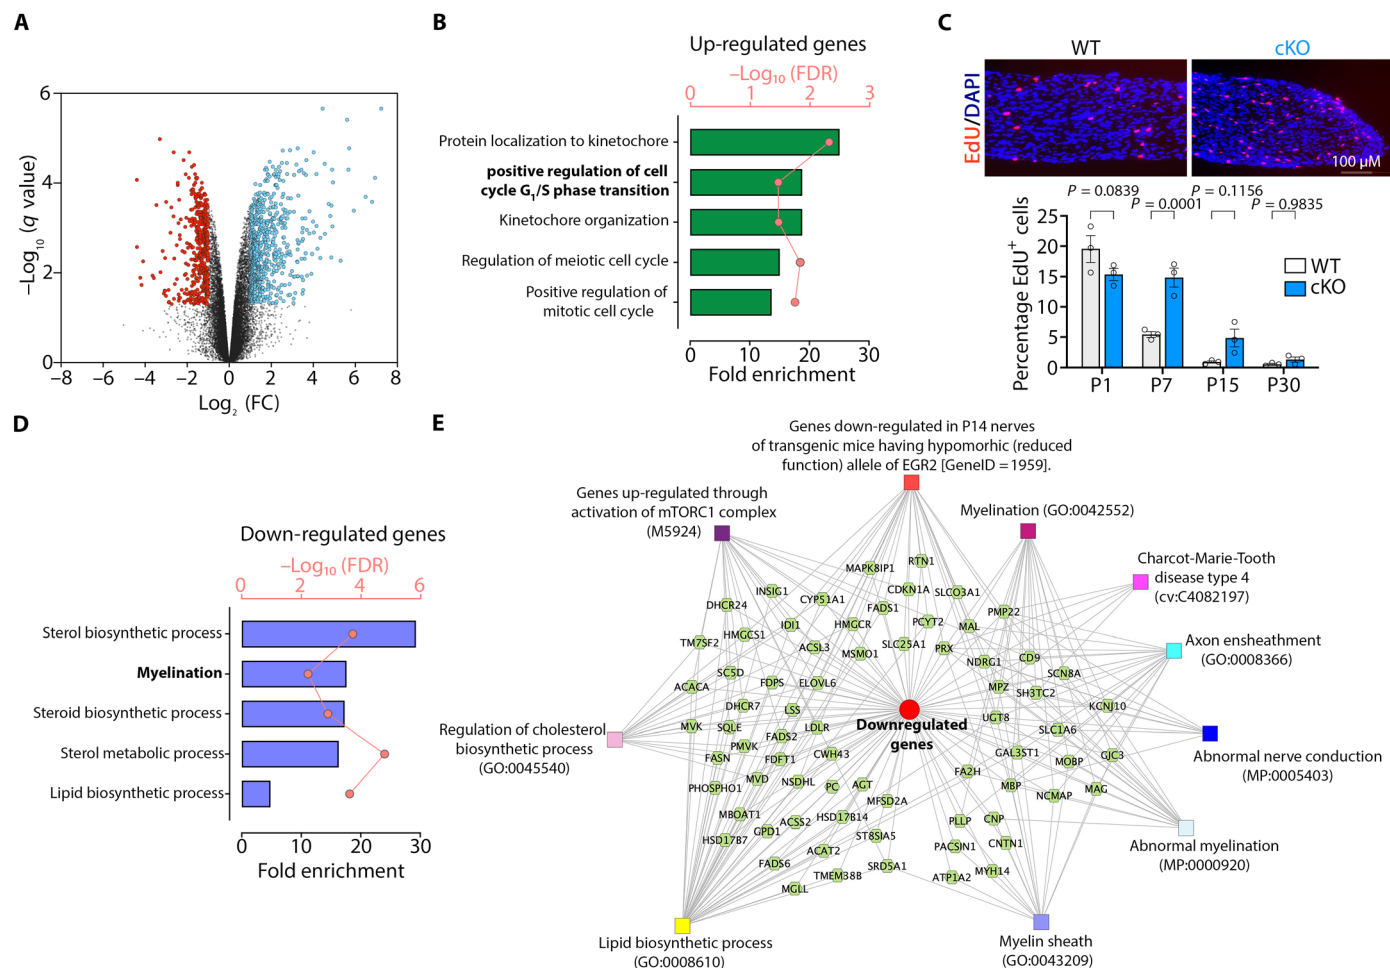 A
6
4
2
0
−8
−6
−4
−2
0
2
4
6
8
−Log10 (q value)
Log2 (FC)
B
Up-regulated genes
−Log10 (FDR)
0
1
2
3
Protein localization to kinetochore
positive regulation of cell
cycle G1/S phase transition
Kinetochore organization
Regulation of meiotic cell cycle
Positive regulation of
mitotic cell cycle
0
10
20
30
Fold enrichment
C
WT
cKO
EdU/DAPI
100 µM
P = 0.0839
P = 0.0001
P = 0.1156
P = 0.9835
Percentage EdU+ cells
25
20
15
10
5
0
WT
cKO
P1
P7
P15
P30
D
Down-regulated genes
−Log10 (FDR)
0
2
4
6
Sterol biosynthetic process
Myelination
Steroid biosynthetic process
Sterol metabolic process
Lipid biosynthetic process
0
10
20
30
Fold enrichment
E
Genes down-regulated in P14 nerves
of transgenic mice having hypomorhic (reduced
function) allele of EGR2 [GeneID = 1959].
Genes up-regulated through
activation of mTORC1 complex
(M5924)
Myelination (GO:0042552)
Charcot-Marie-Tooth
disease type 4
(cv:C4082197)
Axon ensheathment
(GO:0008366)
Abnormal nerve conduction
(MP:0005403)
Abnormal myelination
(MP:0000920)
Myelin sheath
(GO:0043209)
Lipid biosynthetic process
(GO:0008610)
Regulation of cholesterol
biosynthetic process
(GO:0045540)
Downregulated
genes
MAPK8IP1
RTN1
INSIG1
CYP51A1
CDKN1A
SLCO3A1
DHCR24
FADS1
PMP22
IDI1
HMGCR
PCYT2
MAL
TM7SF2
HMGCS1
ACSL3
MSMO1
SLC25A1
PRX
NDRG1
CD9
SCN8A
SC5D
ACACA
FDPS
ELOVL6
MPZ
SH3TC2
DHCR7
LSS
KCNJ10
MVK
SQLE
LDLR
UGT8
SLC1A6
FADS2
PMVK
CWH43
GAL3ST1
GJC3
FASN
FDFT1
MOBP
FA2H
MVD
NSDHL
PC
AGT
MBP
MAG
PHOSPHO1
MFSD2A
NCMAP
MBOAT1
ACSS2
HSD17B14
PLLP
CNP
GPD1
HSD17B7
ST8SIA5
PACSIN1
CNTN1
ACAT2
FADS6
SRD5A1
MYH14
TMEM38B
ATP1A2
MGLL